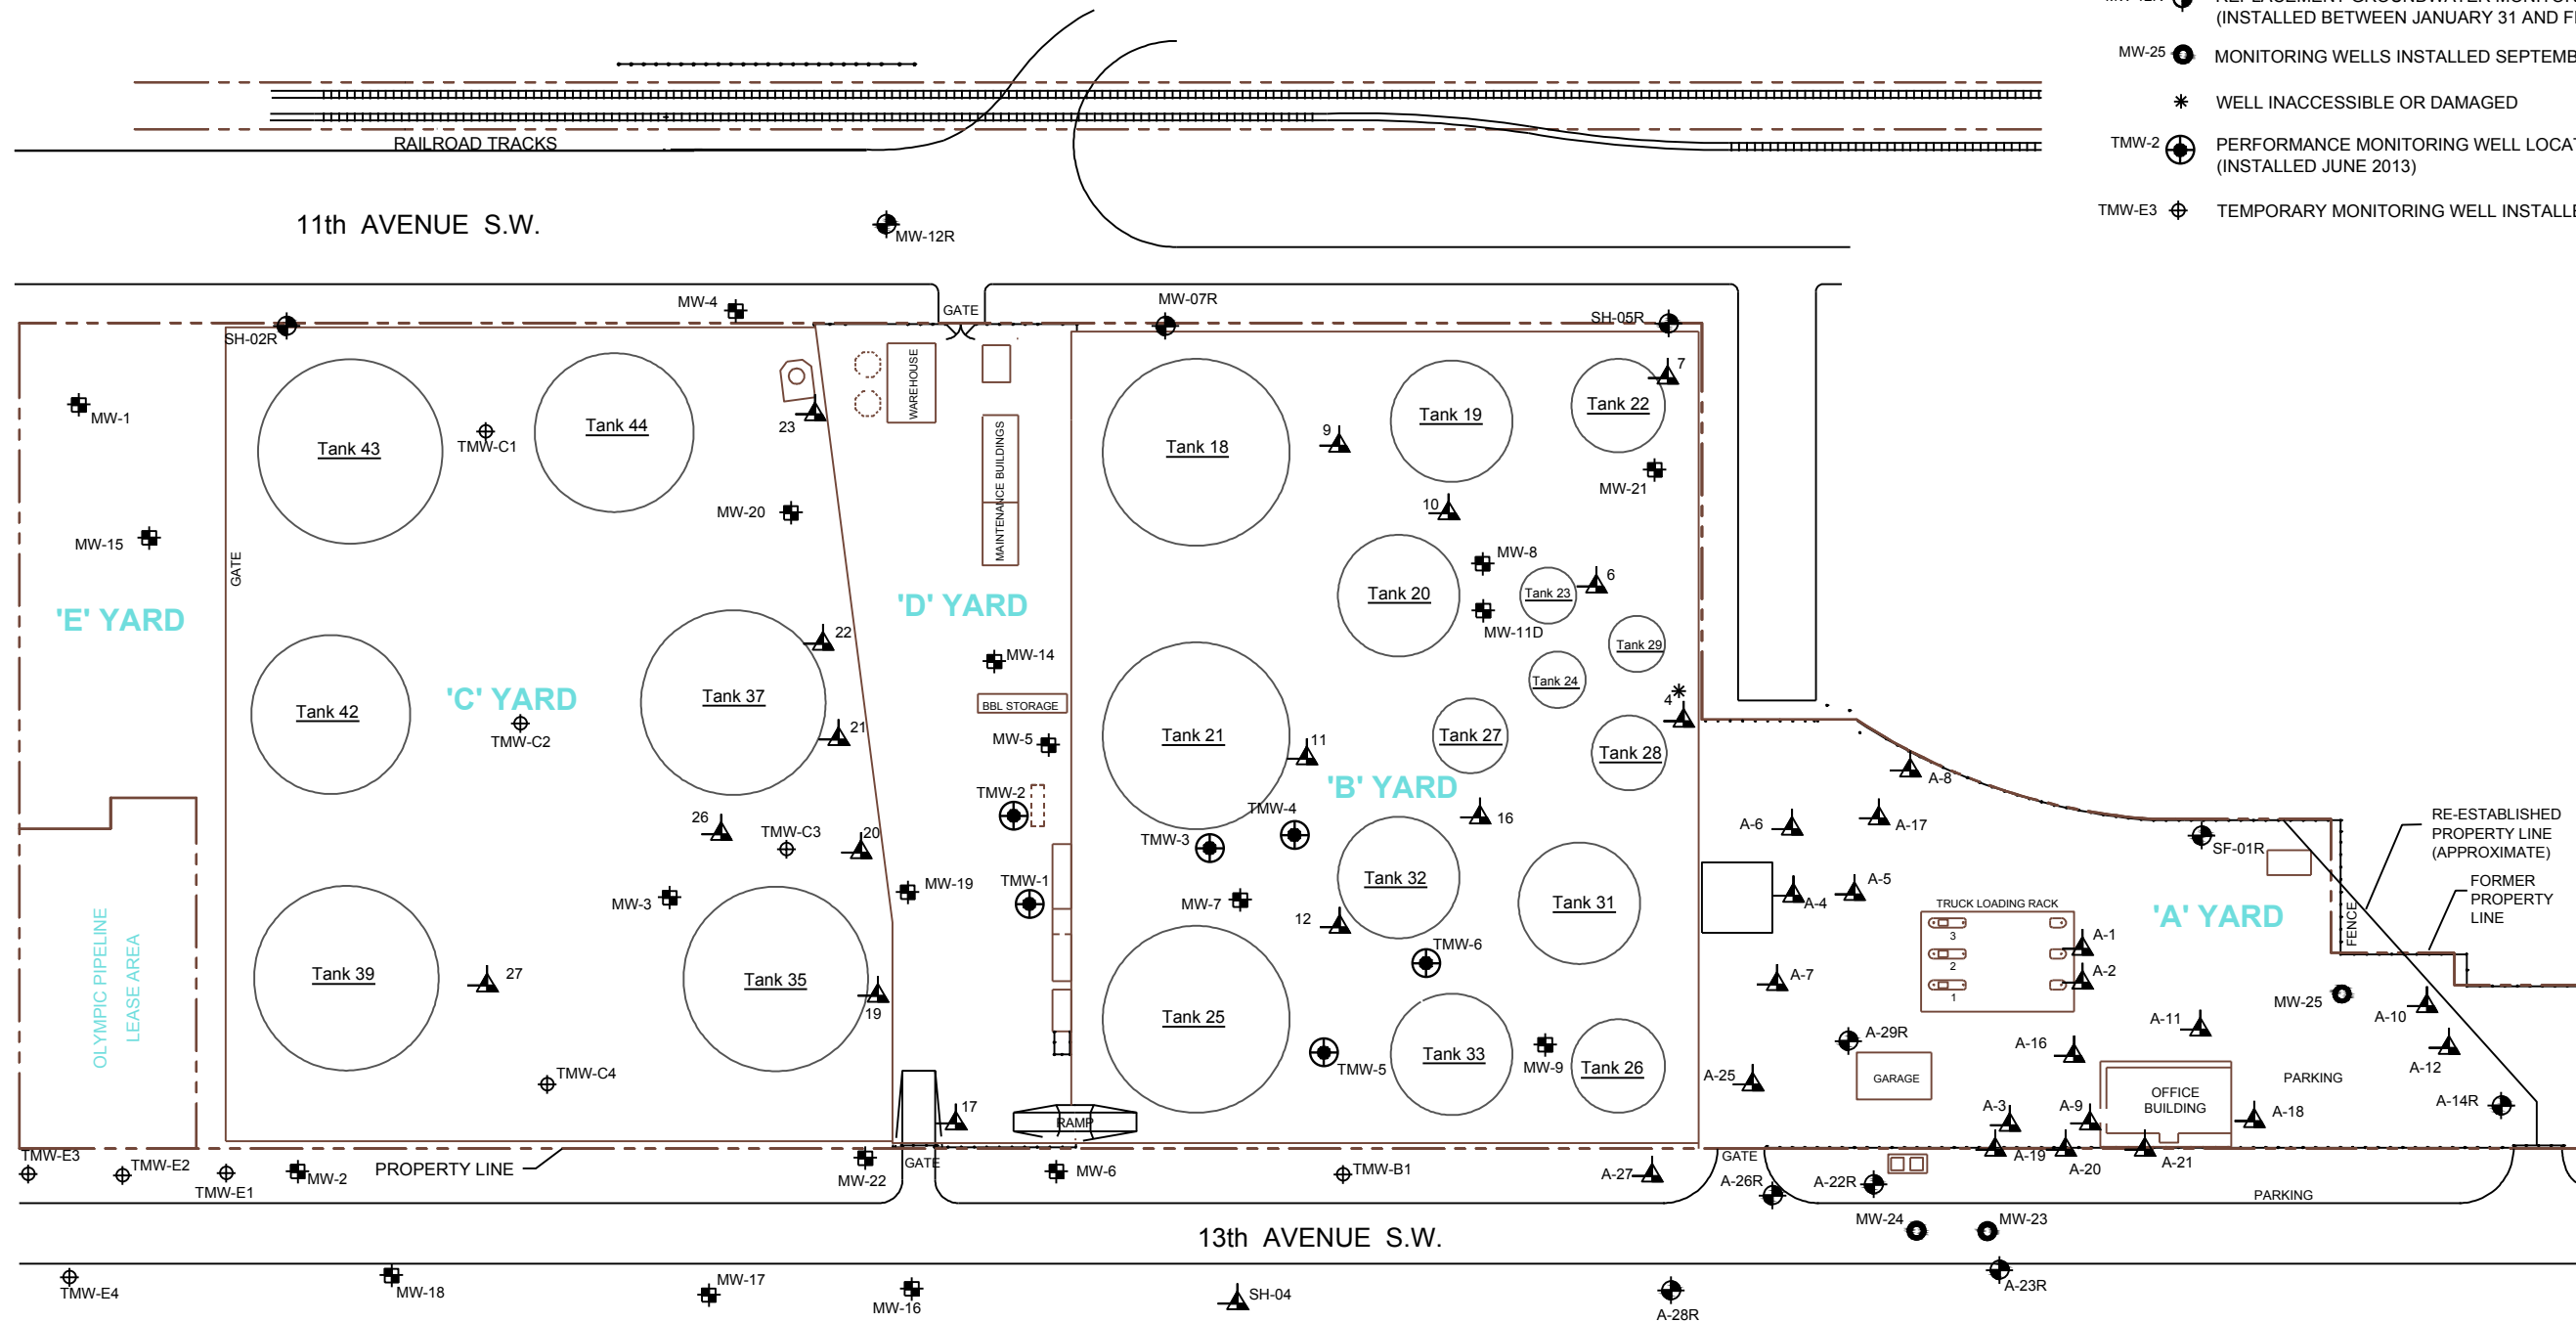 (INSTALLED BETWEEN JANUARY 31 AND
MW-25 MONITORING WELLS INSTALLED
WELL INACCESSIBLE OR DAMAGED
TMW-2 PERFORMANCE MONITORING WELL
(INSTALLED JUNE 2013)
TMW-E3 TEMPORARY MONITORING WELL
RAILROAD TRACKS
11th AVENUE S.W.
MW-12R
MW-4
GATE
MW-07R
SH-05R
SH-02R
7
MW-1
TMW-C1
Tank 43
Tank 44
23
WAREHOUSE
MAINTENANCE BUILDINGS
Tank 18
9
Tank 19
Tank 22
MW-21
10
MW-20
MW-15
GATE
MW-8
6
Tank 20
Tank 23
MW-11D
'E' YARD
'D' YARD
22
MW-14
Tank 29
Tank 24
4
'C' YARD
Tank 37
BBL STORAGE
Tank 42
TMW-C2
21
MW-5
Tank 21
11
Tank 27
Tank 28
'B' YARD
A-8
TMW-2
TMW-4
16
A-6
A-17
26
TMW-C3
20
TMW-3
SF-01R
RE-ESTABLISHED
PROPERTY LINE
(APPROXIMATE)
FORMER
PROPERTY
LINE
FENCE
MW-3
MW-19
TMW-1
MW-7
12
Tank 32
Tank 31
A-4
A-5
TRUCK LOADING RACK
3
2
1
'A' YARD
A-1
A-2
TMW-6
A-7
OLYMPIC PIPELINE
LEASE AREA
Tank 39
27
Tank 35
19
Tank 25
MW-25
A-10
A-11
A-12
A-29R
A-16
TMW-5
Tank 33
MW-9
Tank 26
A-25
GARAGE
PARKING
OFFICE
BUILDING
TMW-C4
17
RAMP
A-3
A-9
A-18
A-14R
TMW-E3
TMW-E2
TMW-E1
MW-2
PROPERTY LINE
MW-22
GATE
MW-6
TMW-B1
A-27
GATE
A-26R
A-22R
A-19
A-20
A-21
PARKING
MW-24
MW-23
13th AVENUE S.W.
TMW-E4
MW-18
MW-17
MW-16
SH-04
A-28R
A-23R